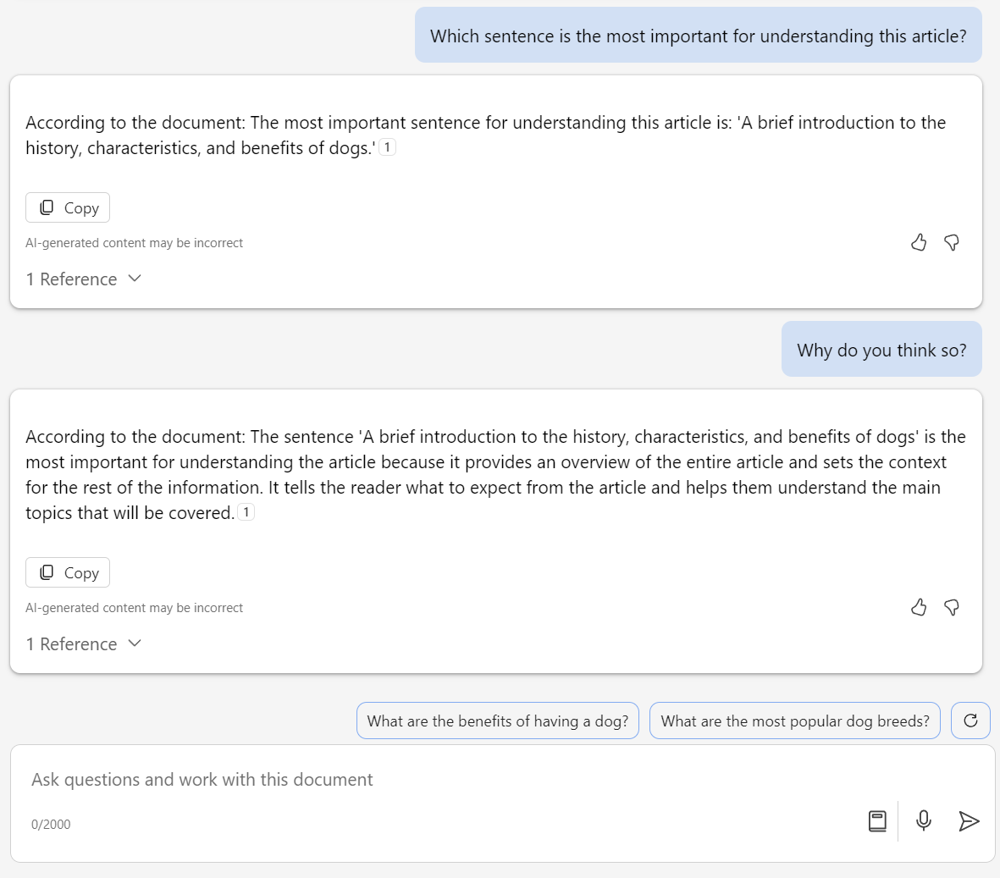 Which sentence is the most important for understanding this article?
According to the document: The most important sentence for understanding this article is: 'A brief introduction to the
history, characteristics, and benefits of dogs.' 1
Copy
AI-generated content may be incorrect
1 Reference
Why do you think so?
According to the document: The sentence 'A brief introduction to the history, characteristics, and benefits of dogs' is the
most important for understanding the article because it provides an overview of the entire article and sets the context
for the rest of the information. It tells the reader what to expect from the article and helps them understand the main
topics that will be covered. 1
Copy
AI-generated content may be incorrect
1 Reference
What are the benefits of having a dog? What are the most popular dog breeds?
Ask questions and work with this document
0/2000